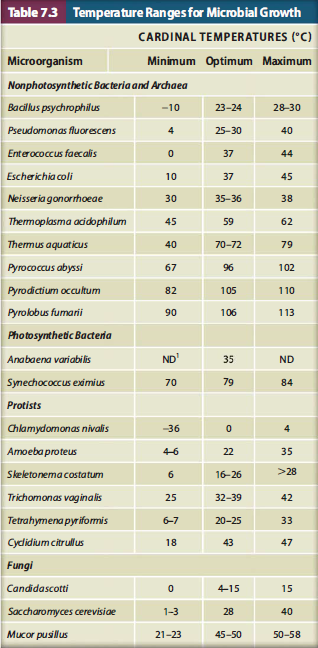 Table 7.3 Temperature Ranges for Microbial Growth
CARDINAL TEMPERATURES (°C)
Microorganism Minimum Optimum Maximum
Nonphotosynthetic Bacteria and Archaea
Bacillus psychrophilus −10 23–24 28–30
Pseudomonas fluorescens 4 25–30 40
Enterococcus faecalis 0 37 44
Escherichia coli 10 37 45
Neisseria gonorrhoeae 30 35–36 38
Thermoplasma acidophilum 45 59 62
Thermus aquaticus 40 70–72 79
Pyrococcus abyssi 67 96 102
Pyrodictium occultum 82 105 110
Pyrolobus fumarii 90 106 113
Photosynthetic Bacteria
Anabaena variabilis ND¹ 35 ND
Synechococcus eximius 70 79 84
Protists
Chlamydomonas nivalis −36 0 4
Amoeba proteus 4–6 22 35
Skeletonema costatum 6 16–26 >28
Trichomonas vaginalis 25 32–39 42
Tetrahymena pyriformis 6–7 20–25 33
Cyclidium citrullus 18 43 47
Fungi
Candida scotti 0 4–15 15
Saccharomyces cerevisiae 1–3 28 40
Mucor pusillus 21–23 45–50 50–58